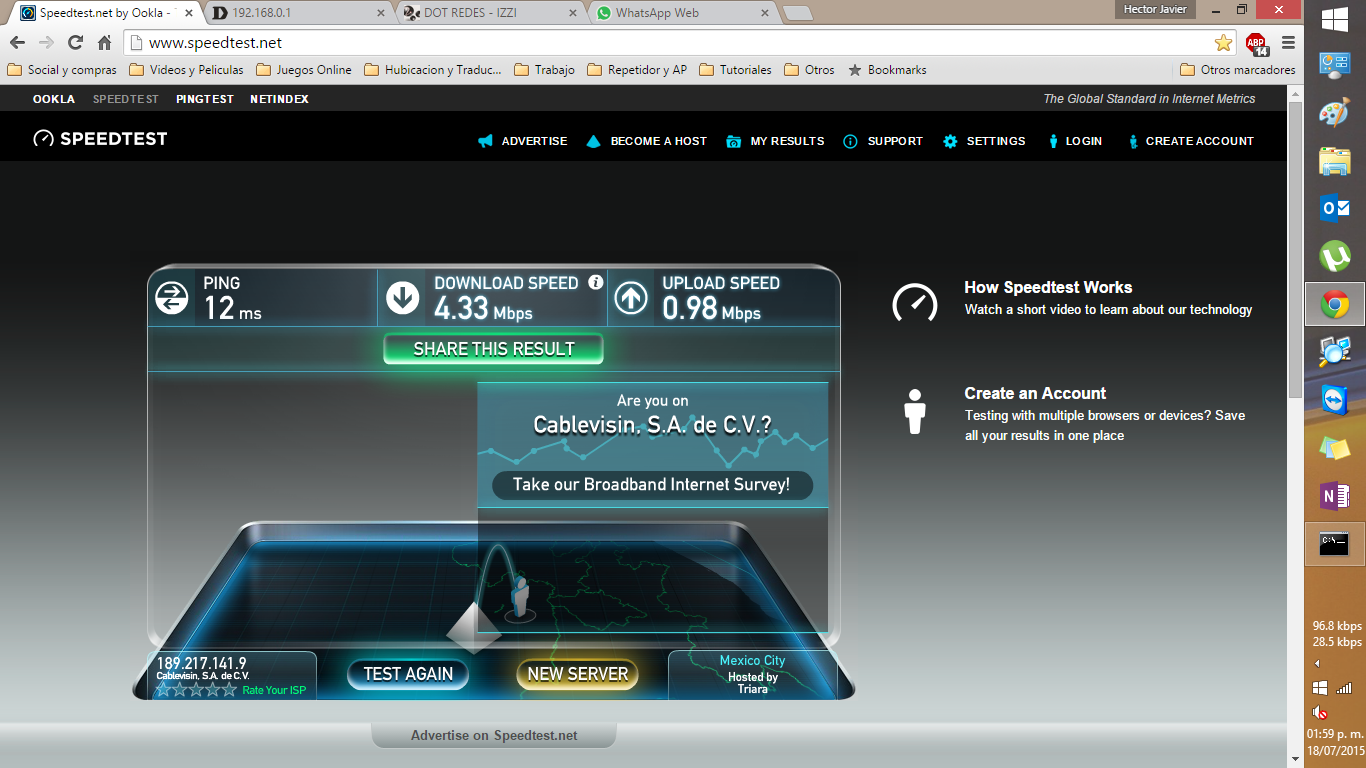 Speedtest.net by Ookla -
192.168.0.1
DOT REDES - IZZI
WhatsApp Web
Hector Javier
www.speedtest.net
ABP
14
Social y compras
Videos y Peliculas
Juegos Online
Hubicacion y Traduc...
Trabajo
Repetidor y AP
Tutoriales
Otros
Bookmarks
Otros marcadores
OOKLA
SPEEDTEST
PINGTEST
NETINDEX
The Global Standard in Internet Metrics
SPEEDTEST
ADVERTISE
BECOME A HOST
MY RESULTS
SUPPORT
SETTINGS
LOGIN
CREATE ACCOUNT
PING
12 ms
DOWNLOAD SPEED
4.33 Mbps
UPLOAD SPEED
0.98 Mbps
SHARE THIS RESULT
Are you on
Cablevisin, S.A. de C.V.?
Take our Broadband Internet Survey!
How Speedtest Works
Watch a short video to learn about our technology
Create an Account
Testing with multiple browsers or devices? Save
all your results in one place
189.217.141.9
Cablevisin, S.A. de C.V.
Rate Your ISP
TEST AGAIN
NEW SERVER
Mexico City
Hosted by
Triara
Advertise on Speedtest.net
C:\_
96.8 kbps
28.5 kbps
01:59 p. m.
18/07/2015